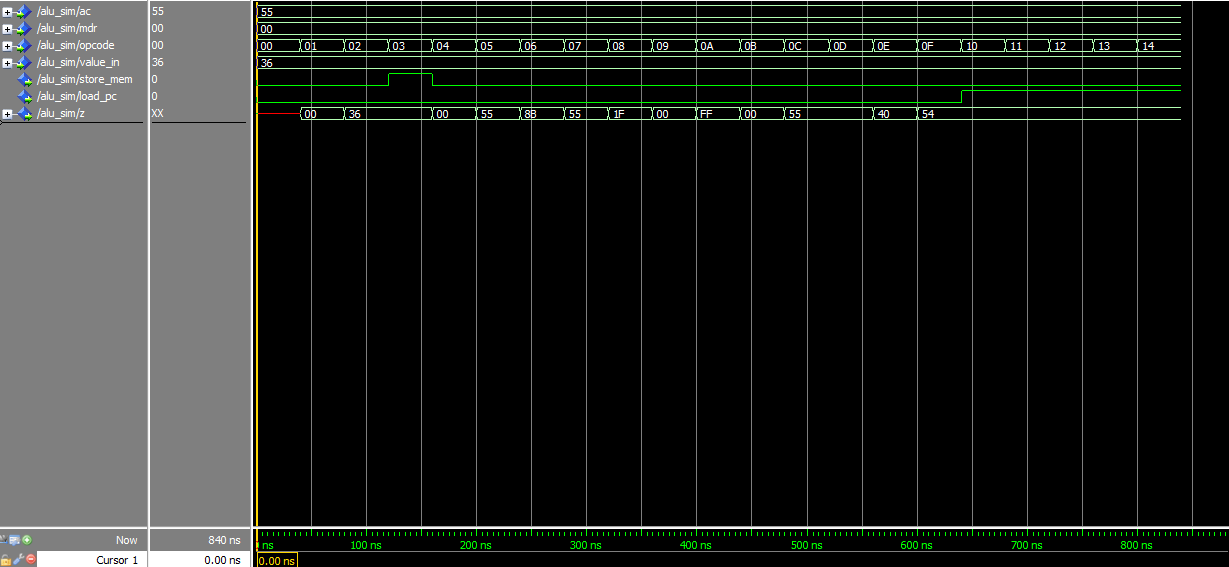 /alu_sim/ac 55 55
/alu_sim/mdr 00 00
/alu_sim/opcode 00 00 01 02 03 04 05 06 07 08 09 0A 0B 0C 0D 0E 0F 10 11 12 13 14
/alu_sim/value_in 36 36
/alu_sim/store_mem 0
/alu_sim/load_pc 0
/alu_sim/z XX 00 36 00 55 8B 55 1F 00 FF 00 55 40 54
Now 840 ns ns 100 ns 200 ns 300 ns 400 ns 500 ns 600 ns 700 ns 800 ns
Cursor 1 0.00 ns 0.00 ns